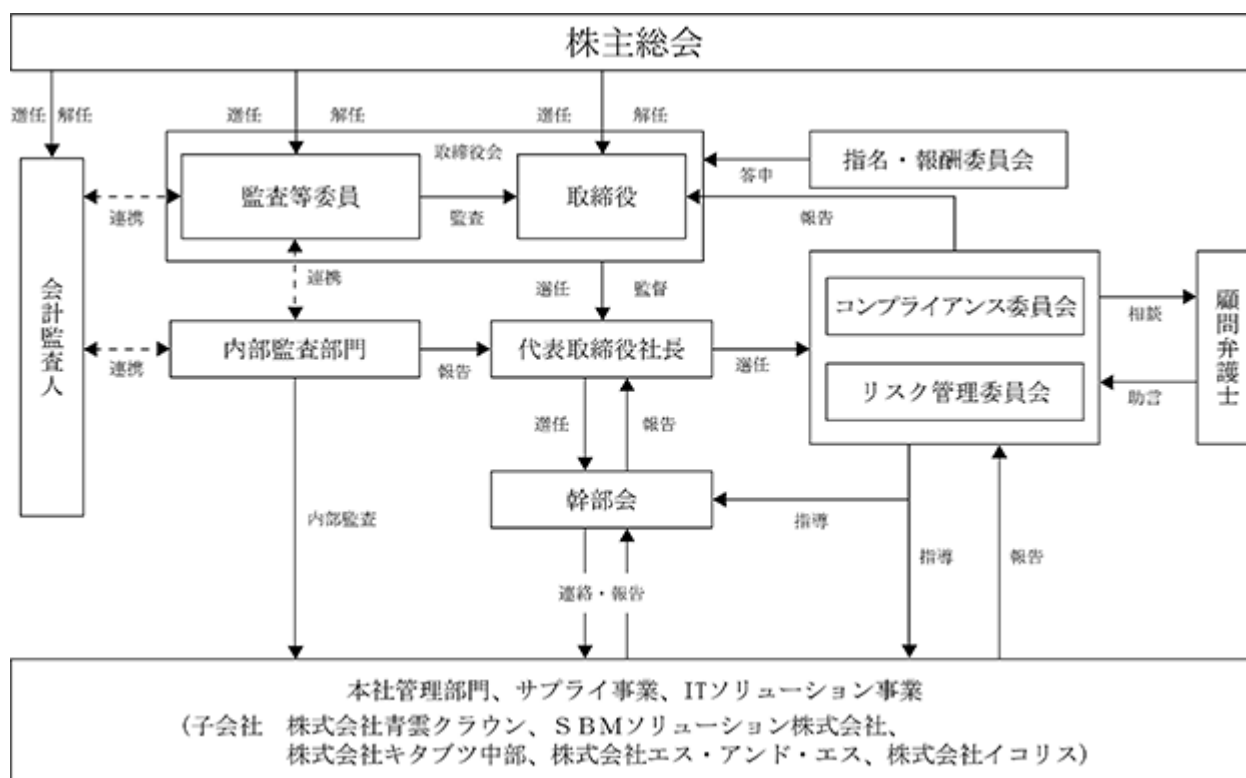 株主総会
選任 解任
選任 解任
選任 解任
取締役会
監査等委員
監査
取締役
答申
指名・報酬委員会
報告
連携
連携
選任 監督
会計監査人
連携
内部監査部門
報告
代表取締役社長
選任
コンプライアンス委員会
リスク管理委員会
相談
助言
顧問弁護士
選任
報告
幹部会
指導
内部監査
連絡・報告
指導
報告
本社管理部門、サプライ事業、ITソリューション事業
(子会社 株式会社青雲クラウン、ＳＢＭソリューション株式会社、
株式会社キタブツ中部、株式会社エス・アンド・エス、株式会社イコリス)